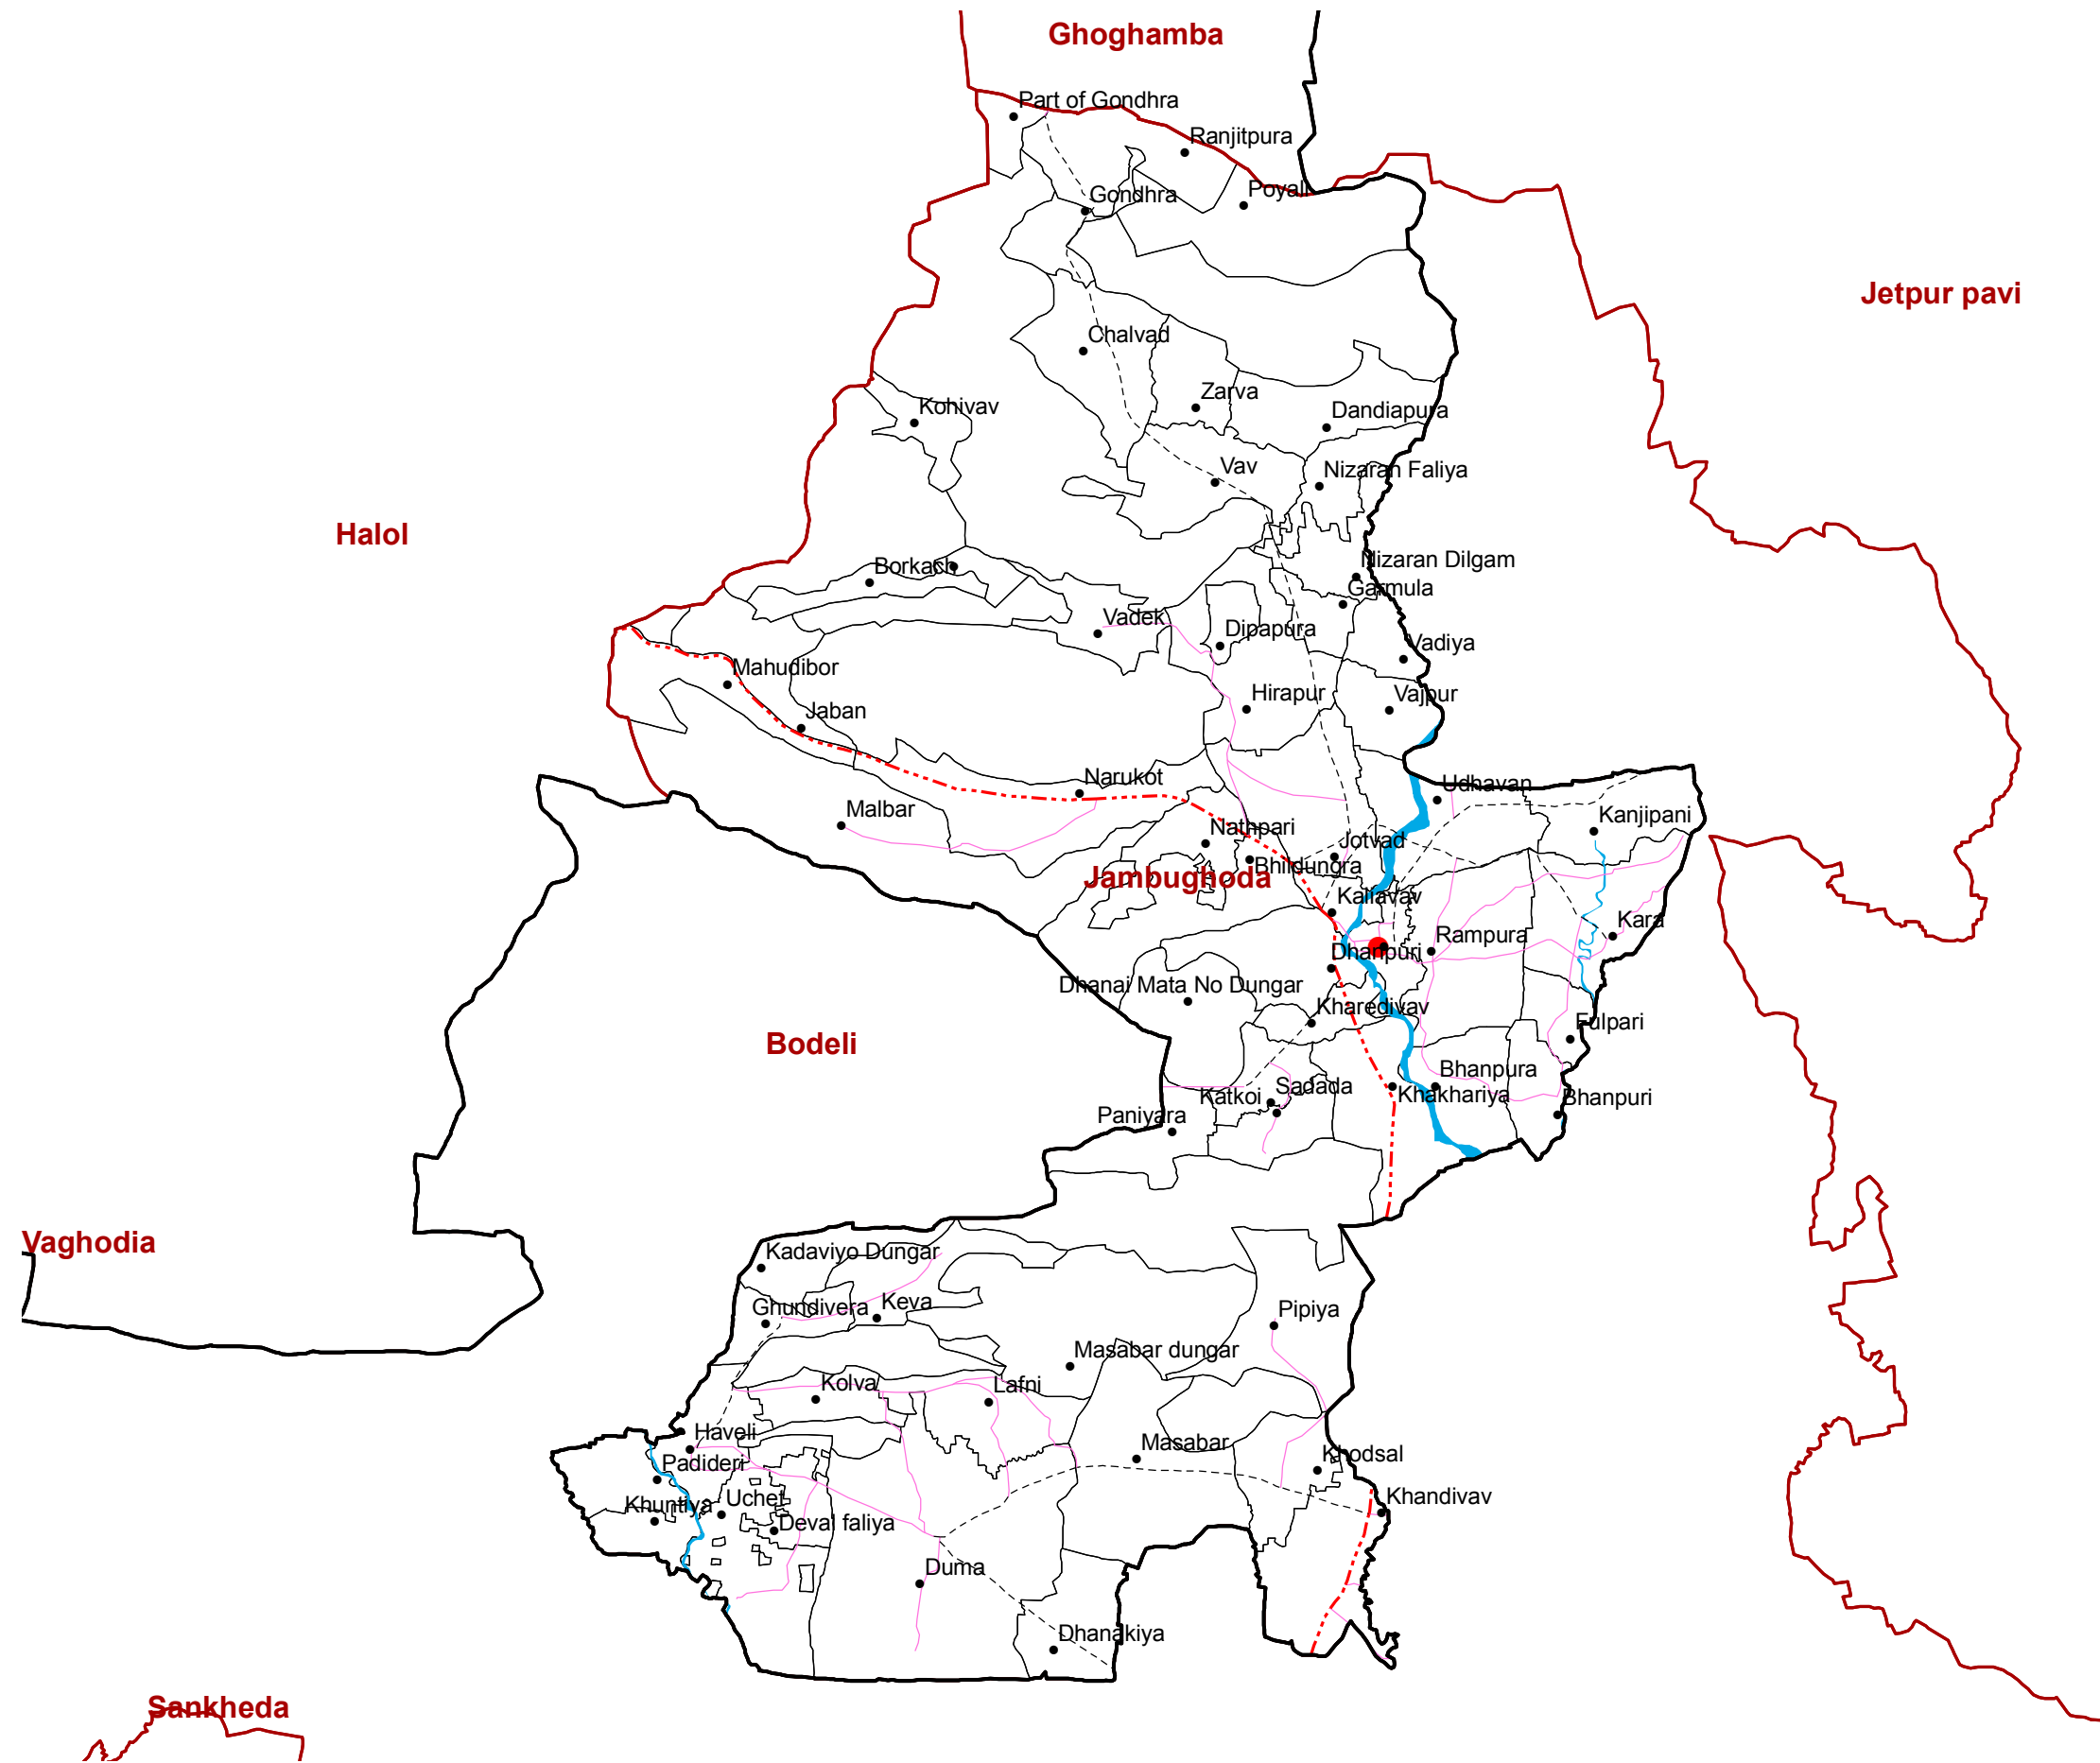 Ghoghamba
Part of Gondhra
Ranjitpura
Gondhra
Poyali
Jetpur pavi
Chalvad
Zarva
Kohivav
Dandiapura
Vav
Nizaran Faliya
Halol
Borkach
Nizaran Dilgam
Garmula
Vadek
Dipapura
Vadiya
Mahudibor
Hirapur
Vajpur
Jaban
Narukot
Udhavan
Malbar
Kanjipani
Nathpari
Jotvad
Bhildungra
Jambughoda
Kaliavav
Kara
Rampura
Dhanpuri
Dhanai Mata No Dungar
Kharedivav
Fulpari
Bodeli
Bhanpura
Sadada
Katkoi
Khakhariya
Bhanpuri
Paniyara
Vaghodia
Kadaviyo Dungar
Ghundivera
Keva
Pipiya
Masabar dungar
Kolva
Lafni
Haveli
Masabar
Khodsal
Padideri
Khandivav
Khuntiya
Uchet
Deval faliya
Duma
Dhanakiya
Sankheda